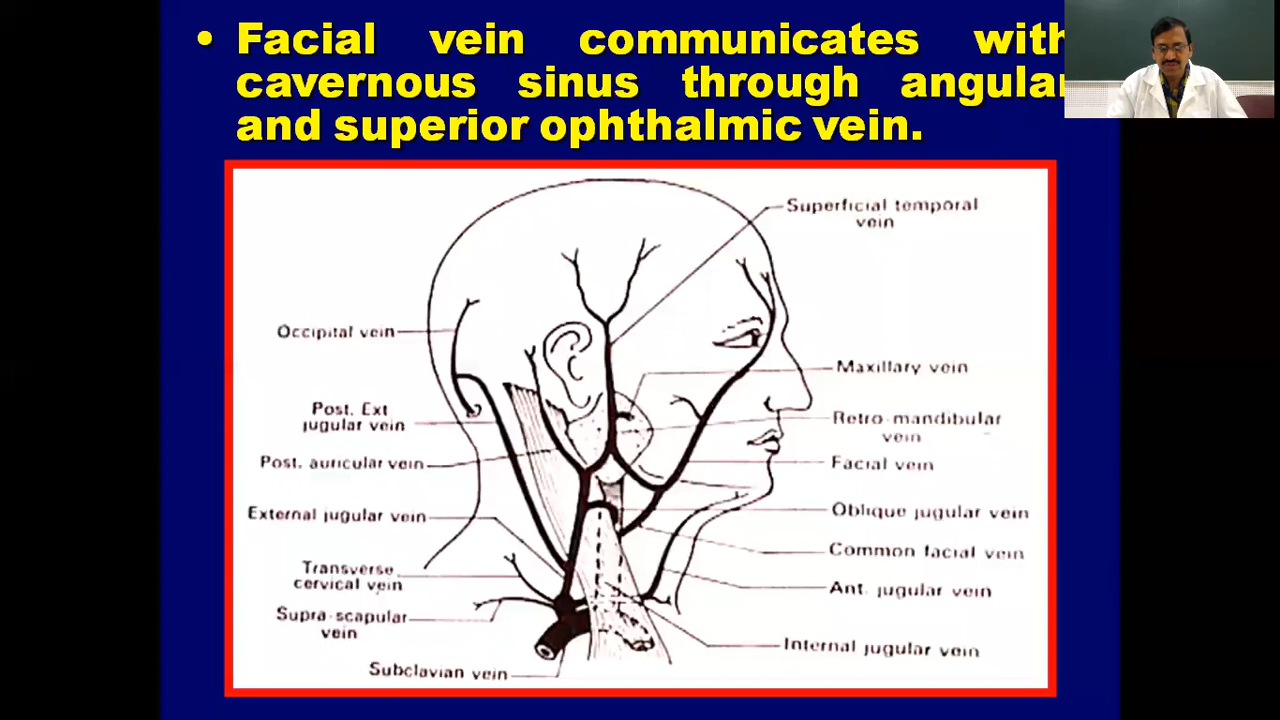 • Facial vein communicates with
cavernous sinus through angular
and superior ophthalmic vein.
Superficial temporal
vein
Occipital vein
Maxillary vein
Post. Ext
jugular vein
Retro-mandibular
vein
Post. auricular vein
Facial vein
External jugular vein
Oblique jugular vein
Common facial vein
Transverse
cervical vein
Ant. jugular vein
Supra-scapular
vein
Internal jugular vein
Subclavian vein